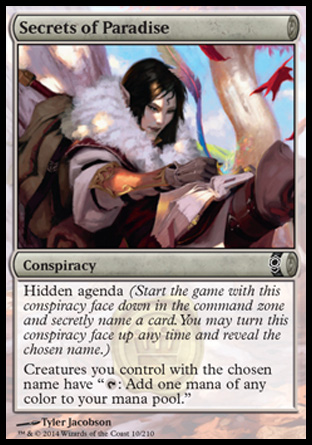 Secrets of Paradise
Conspiracy
Hidden agenda (Start the game with this
conspiracy face down in the command zone
and secretly name a card. You may turn this
conspiracy face up any time and reveal the
chosen name.)
Creatures you control with the chosen
name have “: Add one mana of any
color to your mana pool.”
Tyler Jacobson
™ & © 2014 Wizards of the Coast 10/210